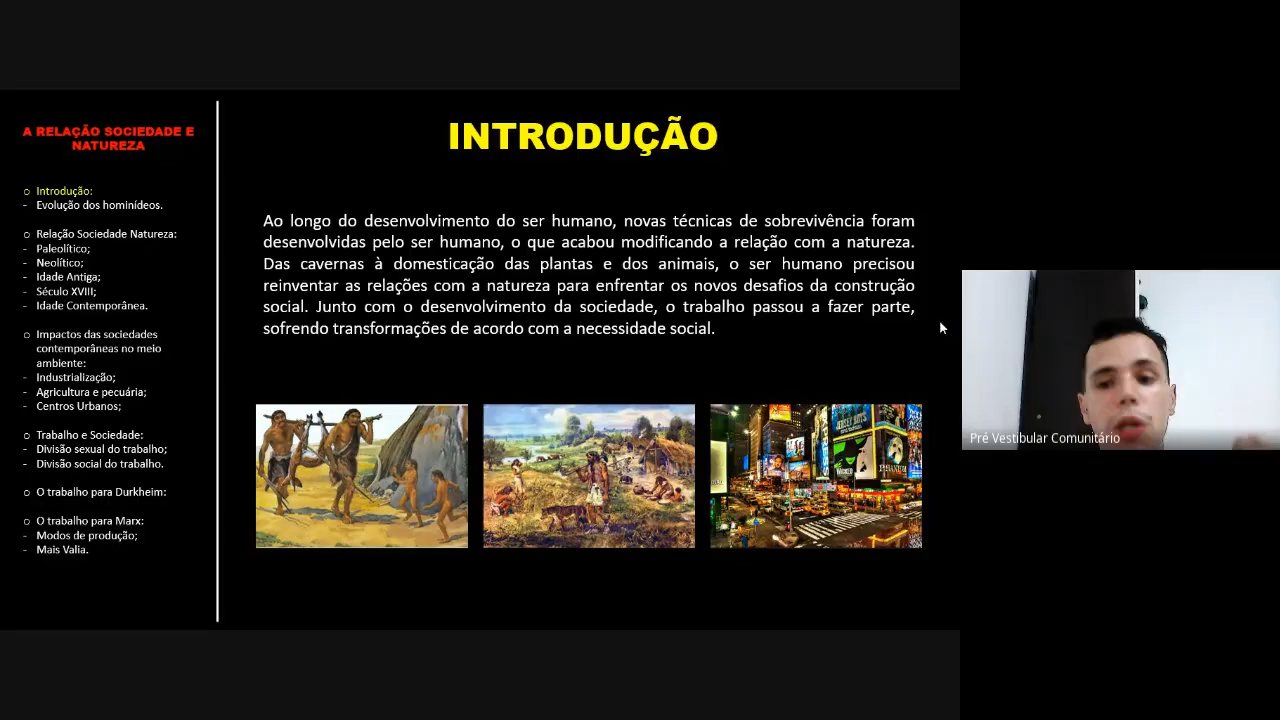 A RELAÇÃO SOCIEDADE E
NATUREZA
o Introdução:
- Evolução dos hominídeos.
o Relação Sociedade Natureza:
- Paleolítico;
- Neolítico;
- Idade Antiga;
- Século XVIII;
- Idade Contemporânea.
o Impactos das sociedades
contemporâneas no meio
ambiente:
- Industrialização;
- Agricultura e pecuária;
- Centros Urbanos;
o Trabalho e Sociedade:
- Divisão sexual do trabalho;
- Divisão social do trabalho.
o O trabalho para Durkheim:
o O trabalho para Marx:
- Modos de produção;
- Mais Valia.
INTRODUÇÃO
Ao longo do desenvolvimento do ser humano, novas técnicas de sobrevivência foram
desenvolvidas pelo ser humano, o que acabou modificando a relação com a natureza.
Das cavernas à domesticação das plantas e dos animais, o ser humano precisou
reinventar as relações com a natureza para enfrentar os novos desafios da construção
social. Junto com o desenvolvimento da sociedade, o trabalho passou a fazer parte,
sofrendo transformações de acordo com a necessidade social.
JERSEY BOYS
WICKED
PHANTOM
Pré Vestibular Comunitário